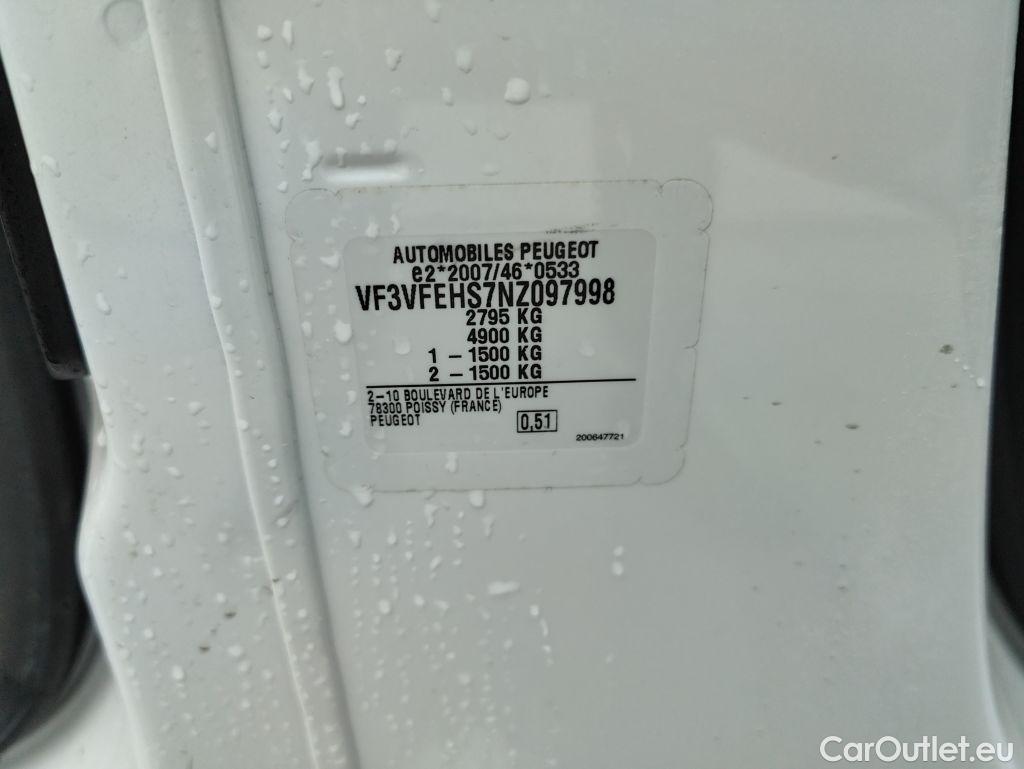 AUTOMOBILES PEUGEOT
e2*2007/46*0533
VF3VFEHS7NZ097998
2795 KG
4900 KG
1 – 1500 KG
2 – 1500 KG
2–10 BOULEVARD DE L'EUROPE
78300 POISSY (FRANCE)
PEUGEOT
0,51
200647721
CarOutlet.eu